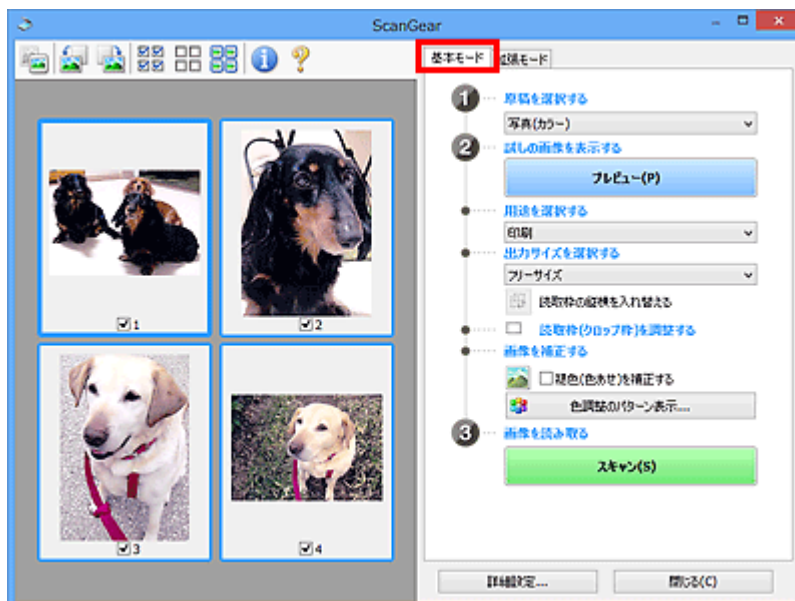 ScanGear
基本モード
拡張モード
1 原稿を選択する
写真(カラー)
2 試しの画像を表示する
プレビュー(P)
用途を選択する
印刷
出力サイズを選択する
フリーサイズ
読取枠の縦横を入れ替える
読取枠(クロップ枠)を調整する
画像を補正する
褪色(色あせ)を補正する
色調整のパターン表示...
3 画像を読み取る
スキャン(S)
詳細設定...
閉じる(C)
1
2
3
4